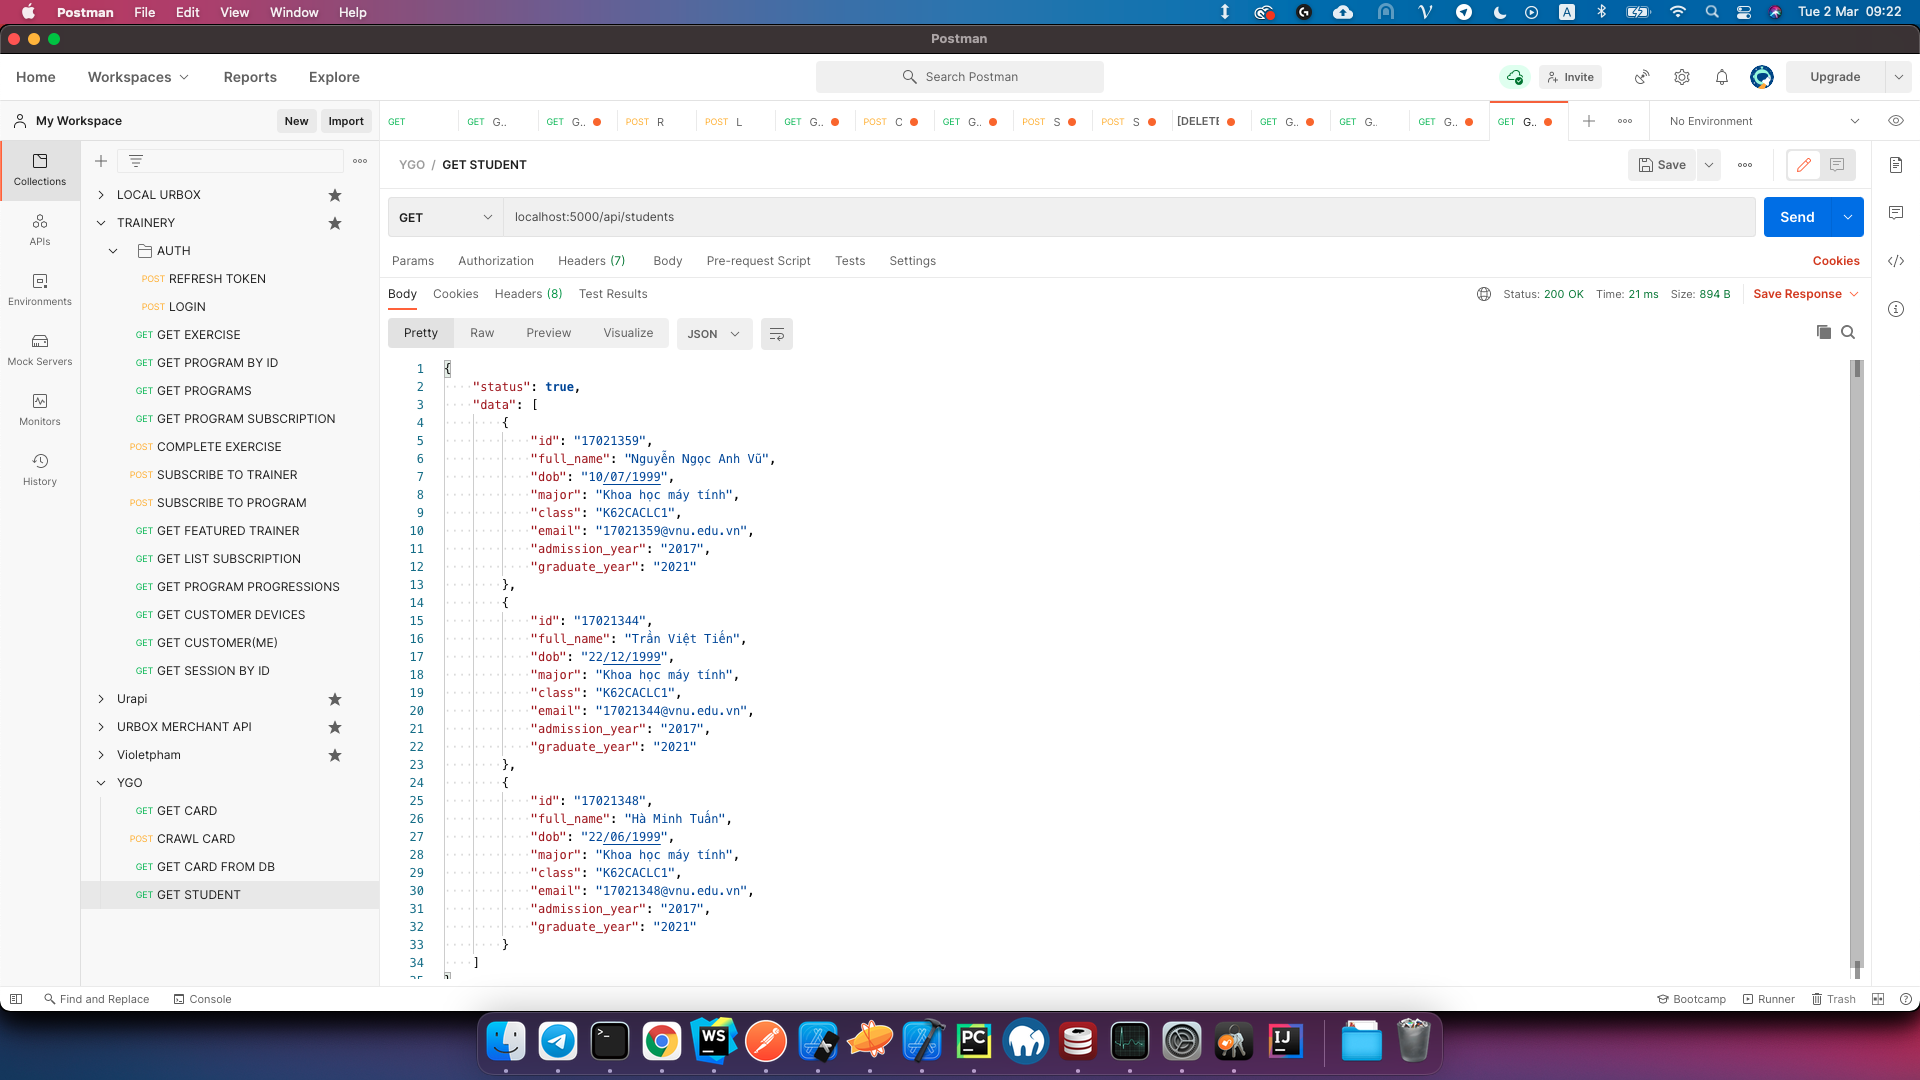 Postman File Edit View Window Help
A
Tue 2 Mar 09:22
Postman
Home Workspaces Reports Explore
Search Postman
Invite
Upgrade
My Workspace
New Import
GET
GET G..
GET G..
POST R
POST L
GET G..
POST C
GET G..
POST S
POST S
[DELETE
GET G..
GET G..
GET G..
GET G..
No Environment
Collections
APIs
Environments
Mock Servers
Monitors
History
LOCAL URBOX
TRAINERY
AUTH
POST REFRESH TOKEN
POST LOGIN
GET GET EXERCISE
GET GET PROGRAM BY ID
GET GET PROGRAMS
GET GET PROGRAM SUBSCRIPTION
POST COMPLETE EXERCISE
POST SUBSCRIBE TO TRAINER
POST SUBSCRIBE TO PROGRAM
GET GET FEATURED TRAINER
GET GET LIST SUBSCRIPTION
GET GET PROGRAM PROGRESSIONS
GET GET CUSTOMER DEVICES
GET GET CUSTOMER(ME)
GET GET SESSION BY ID
Urapi
URBOX MERCHANT API
Violetpham
YGO
GET GET CARD
POST CRAWL CARD
GET GET CARD FROM DB
GET GET STUDENT
YGO / GET STUDENT
Save
GET
localhost:5000/api/students
Send
Params Authorization Headers (7) Body Pre-request Script Tests Settings
Cookies
Body Cookies Headers (8) Test Results
Status: 200 OK Time: 21 ms Size: 894 B
Save Response
Pretty Raw Preview Visualize
JSON
1 {
2 "status": true,
3 "data": [
4 {
5 "id": "17021359",
6 "full_name": "Nguyễn Ngọc Anh Vũ",
7 "dob": "10/07/1999",
8 "major": "Khoa học máy tính",
9 "class": "K62CACLC1",
10 "email": "17021359@vnu.edu.vn",
11 "admission_year": "2017",
12 "graduate_year": "2021"
13 },
14 {
15 "id": "17021344",
16 "full_name": "Trần Việt Tiến",
17 "dob": "22/12/1999",
18 "major": "Khoa học máy tính",
19 "class": "K62CACLC1",
20 "email": "17021344@vnu.edu.vn",
21 "admission_year": "2017",
22 "graduate_year": "2021"
23 },
24 {
25 "id": "17021348",
26 "full_name": "Hà Minh Tuấn",
27 "dob": "22/06/1999",
28 "major": "Khoa học máy tính",
29 "class": "K62CACLC1",
30 "email": "17021348@vnu.edu.vn",
31 "admission_year": "2017",
32 "graduate_year": "2021"
33 }
34 ]
35 }
Find and Replace
Console
Bootcamp
Runner
Trash
WS
PC
IJ